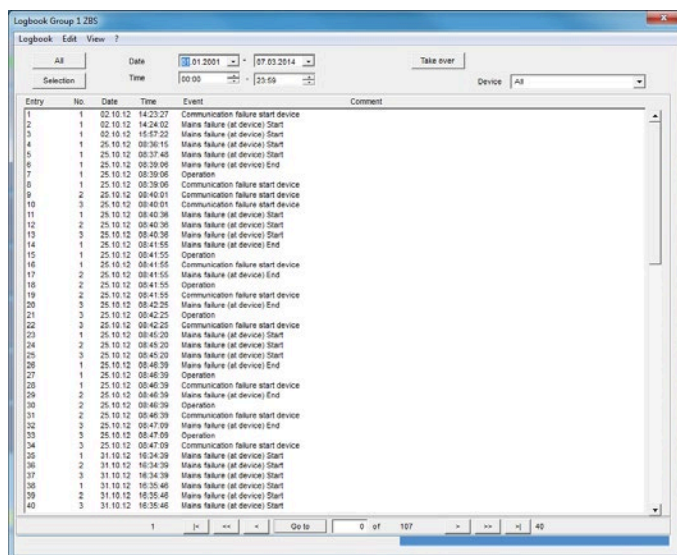 Logbook Group 1 ZBS
Logbook Edit View ?
All Date 01.01.2001 - 07.03.2014 Take over
Selection Time 00:00 - 23:59 Device All
Entry No. Date Time Event Comment
1 1 02.10.12 14:23:27 Communication failure start device
2 1 02.10.12 14:24:02 Mains failure (at device) Start
3 1 02.10.12 15:57:22 Mains failure (at device) Start
4 1 25.10.12 08:36:15 Mains failure (at device) Start
5 1 25.10.12 08:37:48 Mains failure (at device) Start
6 1 25.10.12 08:39:06 Mains failure (at device) End
7 1 25.10.12 08:39:06 Operation
8 1 25.10.12 08:39:06 Communication failure start device
9 2 25.10.12 08:40:01 Communication failure start device
10 3 25.10.12 08:40:01 Communication failure start device
11 1 25.10.12 08:40:36 Mains failure (at device) Start
12 2 25.10.12 08:40:36 Mains failure (at device) Start
13 3 25.10.12 08:40:36 Mains failure (at device) Start
14 1 25.10.12 08:41:55 Mains failure (at device) End
15 1 25.10.12 08:41:55 Operation
16 1 25.10.12 08:41:55 Communication failure start device
17 2 25.10.12 08:41:55 Mains failure (at device) End
18 2 25.10.12 08:41:55 Operation
19 2 25.10.12 08:41:55 Communication failure start device
20 3 25.10.12 08:42:25 Mains failure (at device) End
21 3 25.10.12 08:42:25 Operation
22 3 25.10.12 08:42:25 Communication failure start device
23 1 25.10.12 08:45:20 Mains failure (at device) Start
24 2 25.10.12 08:45:20 Mains failure (at device) Start
25 3 25.10.12 08:45:20 Mains failure (at device) Start
26 1 25.10.12 08:46:39 Mains failure (at device) End
27 1 25.10.12 08:46:39 Operation
28 1 25.10.12 08:46:39 Communication failure start device
29 2 25.10.12 08:46:39 Mains failure (at device) End
30 2 25.10.12 08:46:39 Operation
31 2 25.10.12 08:46:39 Communication failure start device
32 3 25.10.12 08:47:09 Mains failure (at device) End
33 3 25.10.12 08:47:09 Operation
34 3 25.10.12 08:47:09 Communication failure start device
35 1 31.10.12 16:34:39 Mains failure (at device) Start
36 2 31.10.12 16:34:39 Mains failure (at device) Start
37 3 31.10.12 16:34:39 Mains failure (at device) Start
38 1 31.10.12 16:35:46 Mains failure (at device) Start
39 2 31.10.12 16:35:46 Mains failure (at device) Start
40 3 31.10.12 16:35:46 Mains failure (at device) Start
1 |< << < Go to 0 of 107 > >> >| 40